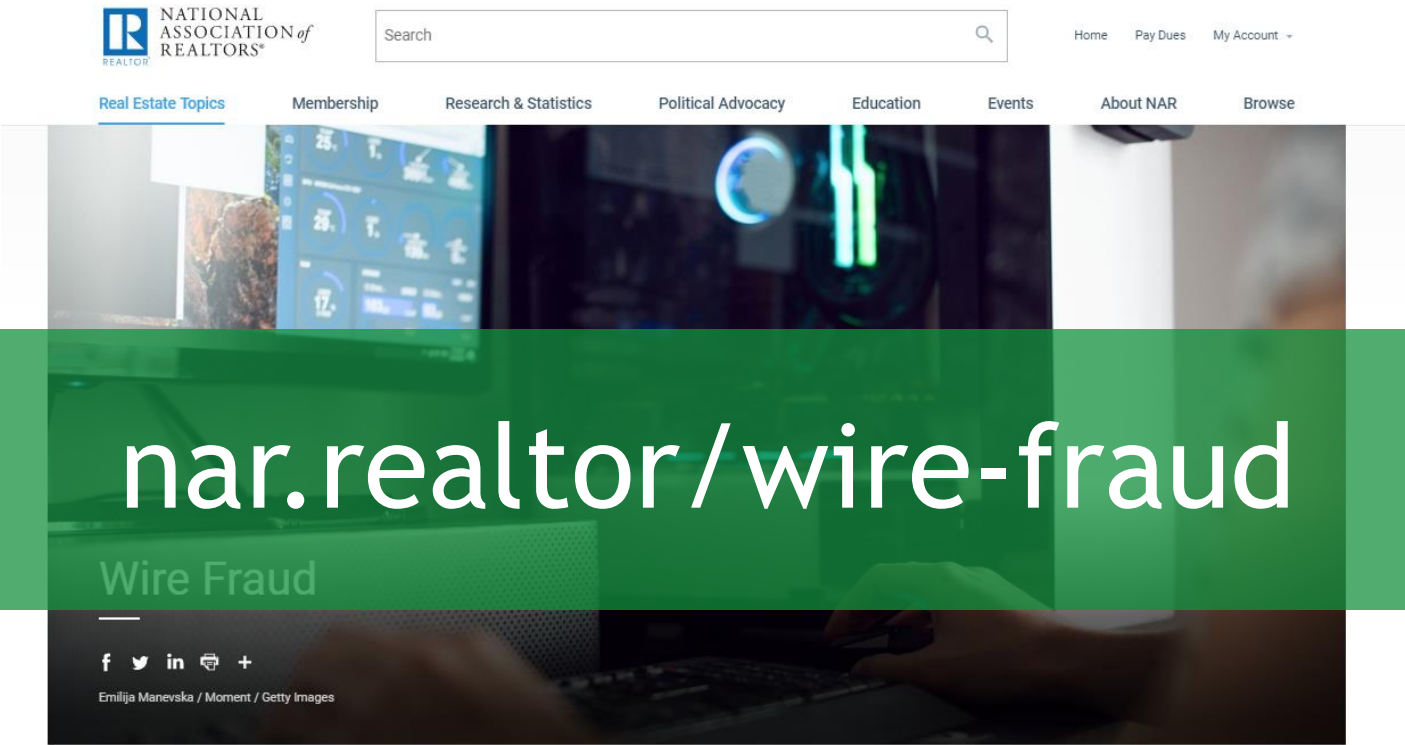 NATIONAL
ASSOCIATION of
REALTORS®
REALTOR
Search
Home Pay Dues My Account
Real Estate Topics Membership Research & Statistics Political Advocacy Education Events About NAR Browse
nar.realtor/wire-fraud
Wire Fraud
Emilija Manevska / Moment / Getty Images